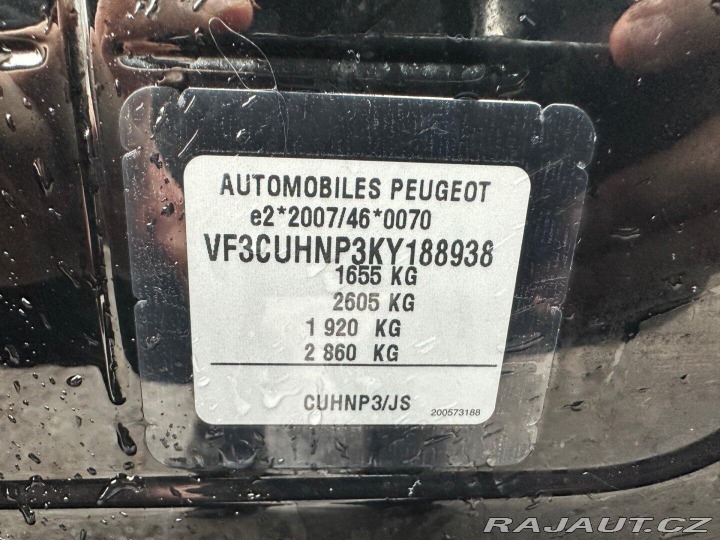 AUTOMOBILES PEUGEOT
e2*2007/46*0070
VF3CUHNP3KY188938
1655 KG
2605 KG
1 920 KG
2 860 KG
CUHNP3/JS 200573188
RAJAUT.CZ